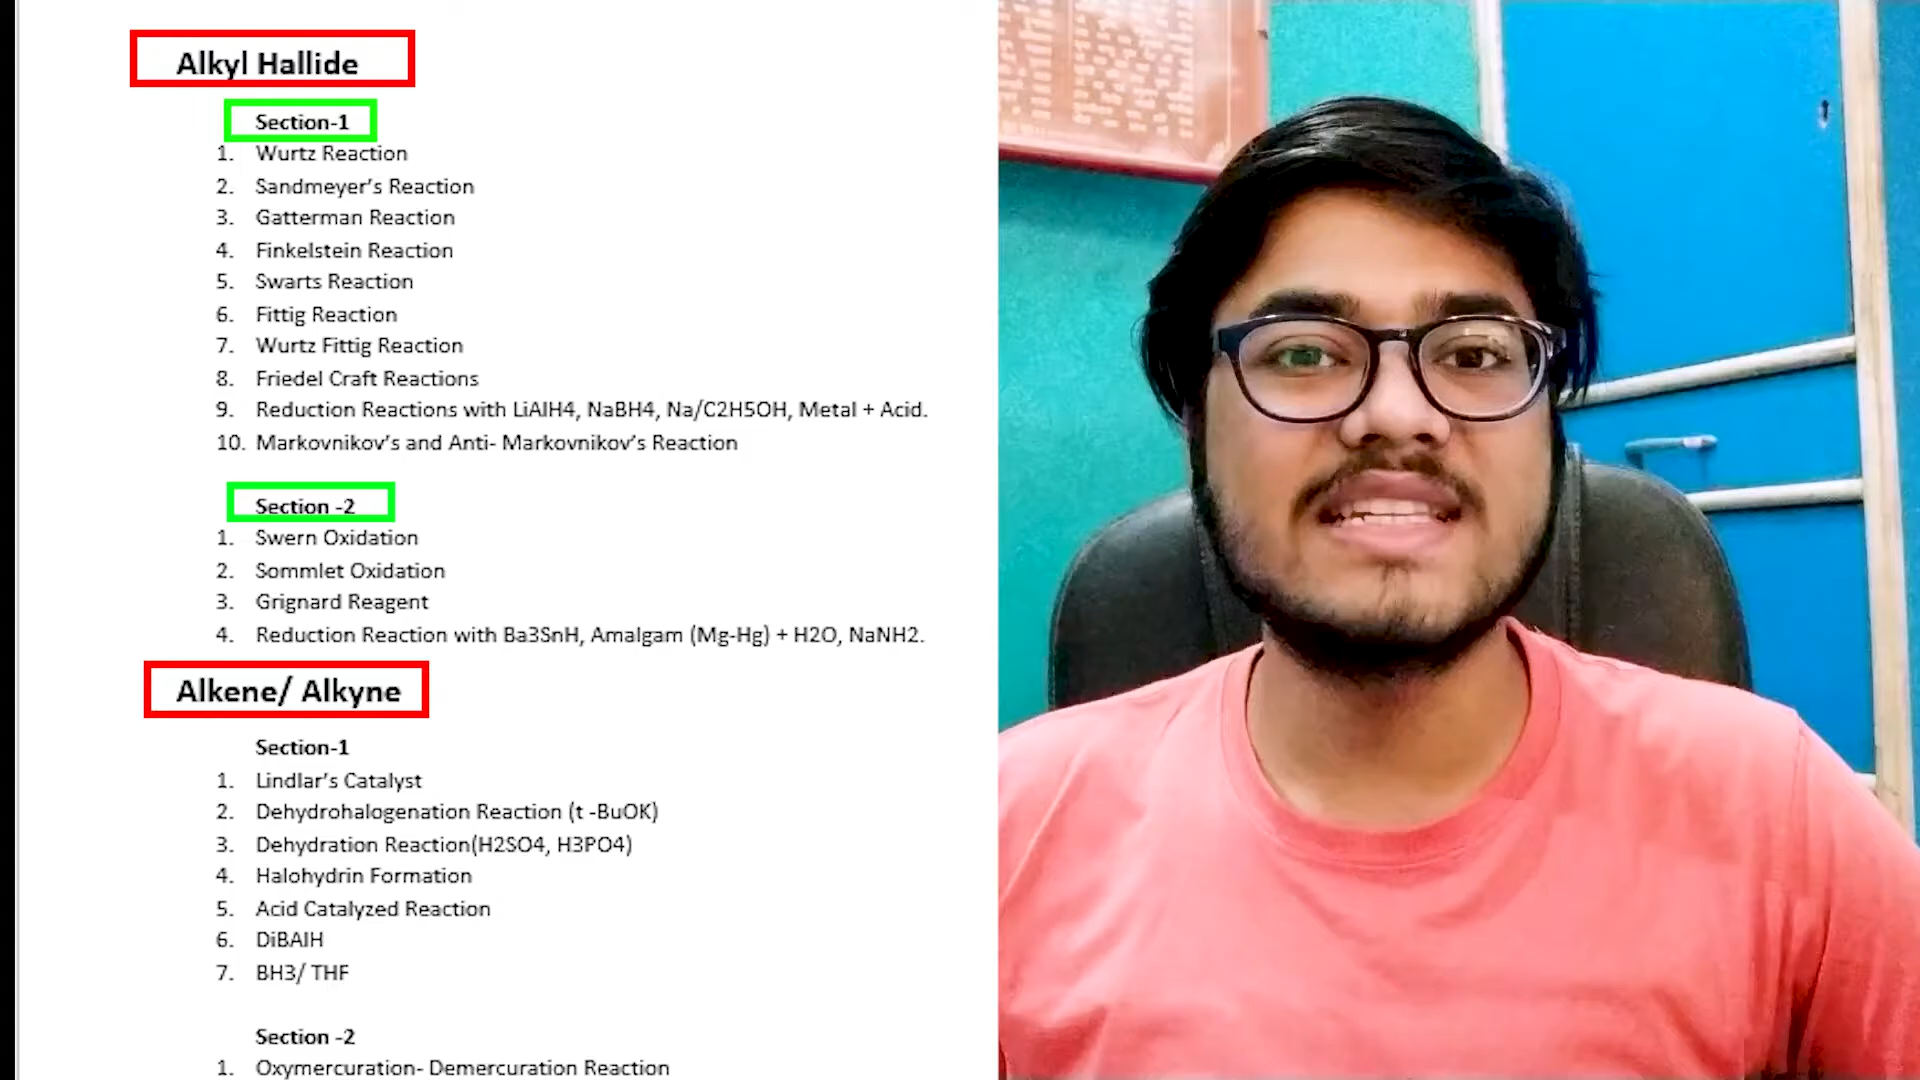 Alkyl Hallide
Section-1
1. Wurtz Reaction
2. Sandmeyer's Reaction
3. Gatterman Reaction
4. Finkelstein Reaction
5. Swarts Reaction
6. Fittig Reaction
7. Wurtz Fittig Reaction
8. Friedel Craft Reactions
9. Reduction Reactions with LiAlH4, NaBH4, Na/C2H5OH, Metal + Acid.
10. Markovnikov's and Anti- Markovnikov's Reaction
Section -2
1. Swern Oxidation
2. Sommlet Oxidation
3. Grignard Reagent
4. Reduction Reaction with Ba3SnH, Amalgam (Mg-Hg) + H2O, NaNH2.
Alkene/ Alkyne
Section-1
1. Lindlar's Catalyst
2. Dehydrohalogenation Reaction (t -BuOK)
3. Dehydration Reaction(H2SO4, H3PO4)
4. Halohydrin Formation
5. Acid Catalyzed Reaction
6. DiBAlH
7. BH3/ THF
Section -2
1. Oxymercuration- Demercuration Reaction